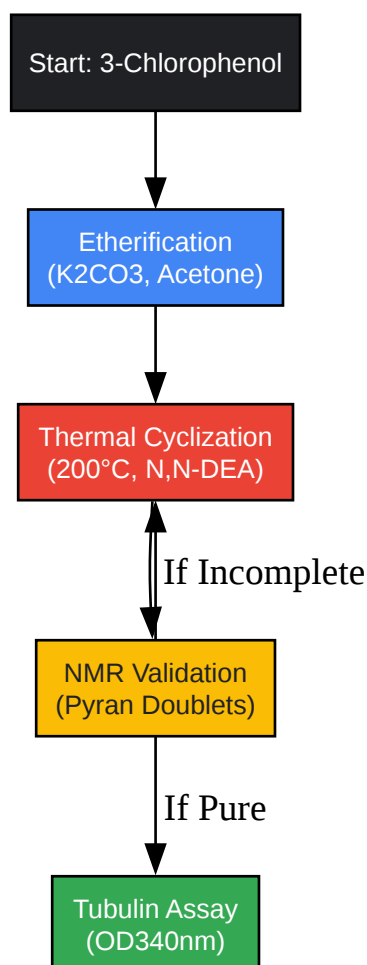 Start: 3-Chlorophenol
Etherification
(K2CO3, Acetone)
Thermal Cyclization
(200°C, N,N-DEA)
If Incomplete
NMR Validation
(Pyran Doublets)
If Pure
Tubulin Assay
(OD340nm)